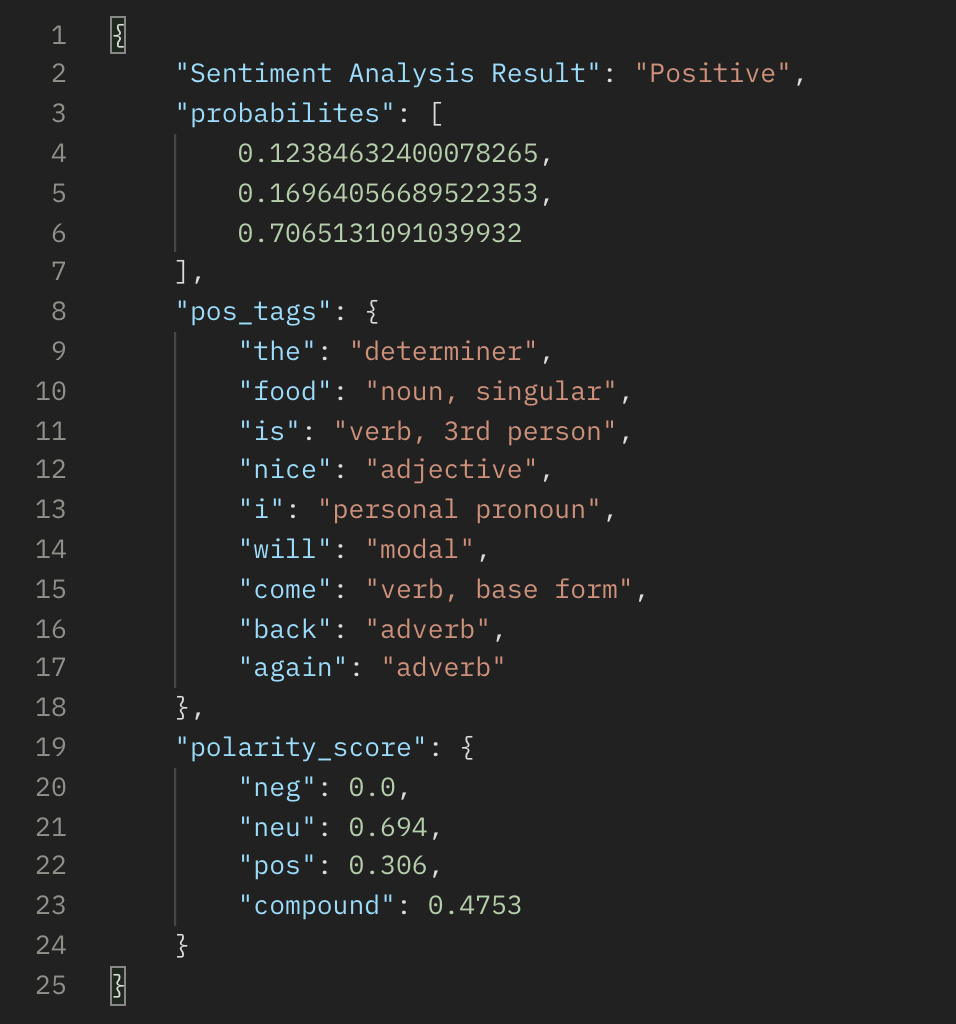 1 {
2 "Sentiment Analysis Result": "Positive",
3 "probabilites": [
4 0.12384632400078265,
5 0.16964056689522353,
6 0.7065131091039932
7 ],
8 "pos_tags": {
9 "the": "determiner",
10 "food": "noun, singular",
11 "is": "verb, 3rd person",
12 "nice": "adjective",
13 "i": "personal pronoun",
14 "will": "modal",
15 "come": "verb, base form",
16 "back": "adverb",
17 "again": "adverb"
18 },
19 "polarity_score": {
20 "neg": 0.0,
21 "neu": 0.694,
22 "pos": 0.306,
23 "compound": 0.4753
24 }
25 }